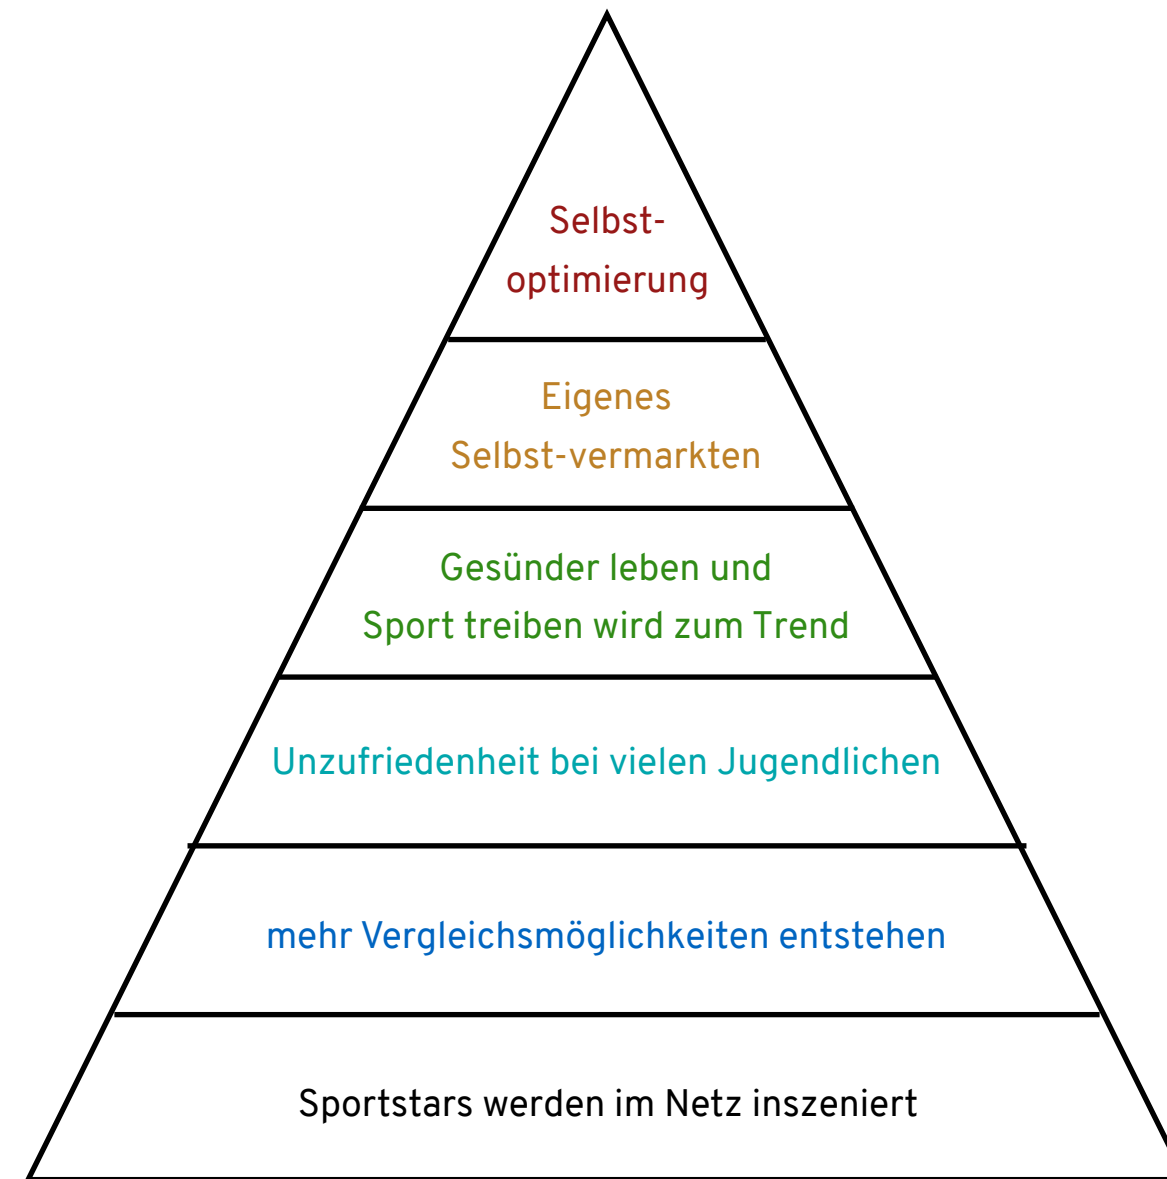 Selbst-
optimierung
Eigenes
Selbst-vermarkten
Gesünder leben und
Sport treiben wird zum Trend
Unzufriedenheit bei vielen Jugendlichen
mehr Vergleichsmöglichkeiten entstehen
Sportstars werden im Netz inszeniert